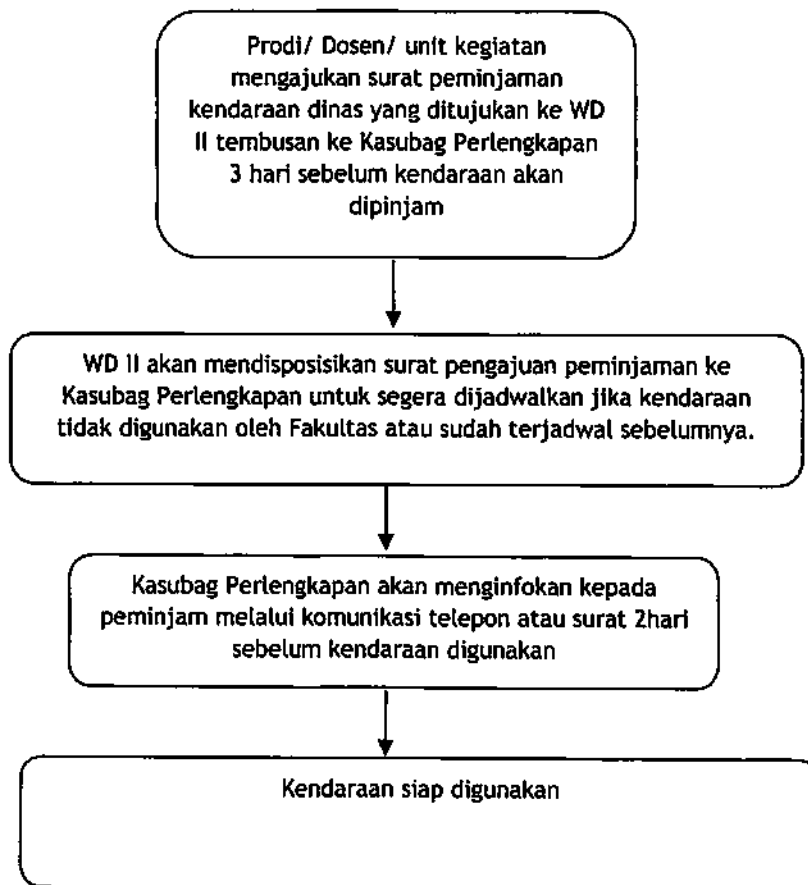 Prodi/ Dosen/ unit kegiatan
mengajukan surat peminjaman
kendaraan dinas yang ditujukan ke WD
II tembusan ke Kasubag Perlengkapan
3 hari sebelum kendaraan akan
dipinjam
WD II akan mendisposisikan surat pengajuan peminjaman ke
Kasubag Perlengkapan untuk segera dijadwalkan jika kendaraan
tidak digunakan oleh Fakultas atau sudah terjadwal sebelumnya.
Kasubag Perlengkapan akan menginfokan kepada
peminjam melalui komunikasi telepon atau surat 2hari
sebelum kendaraan digunakan
Kendaraan siap digunakan